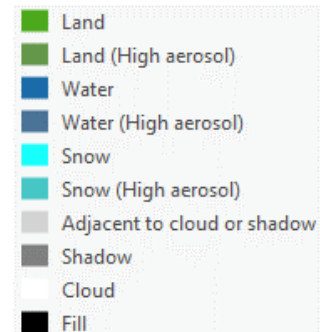 Land
Land (High aerosol)
Water
Water (High aerosol)
Snow
Snow (High aerosol)
Adjacent to cloud or shadow
Shadow
Cloud
Fill